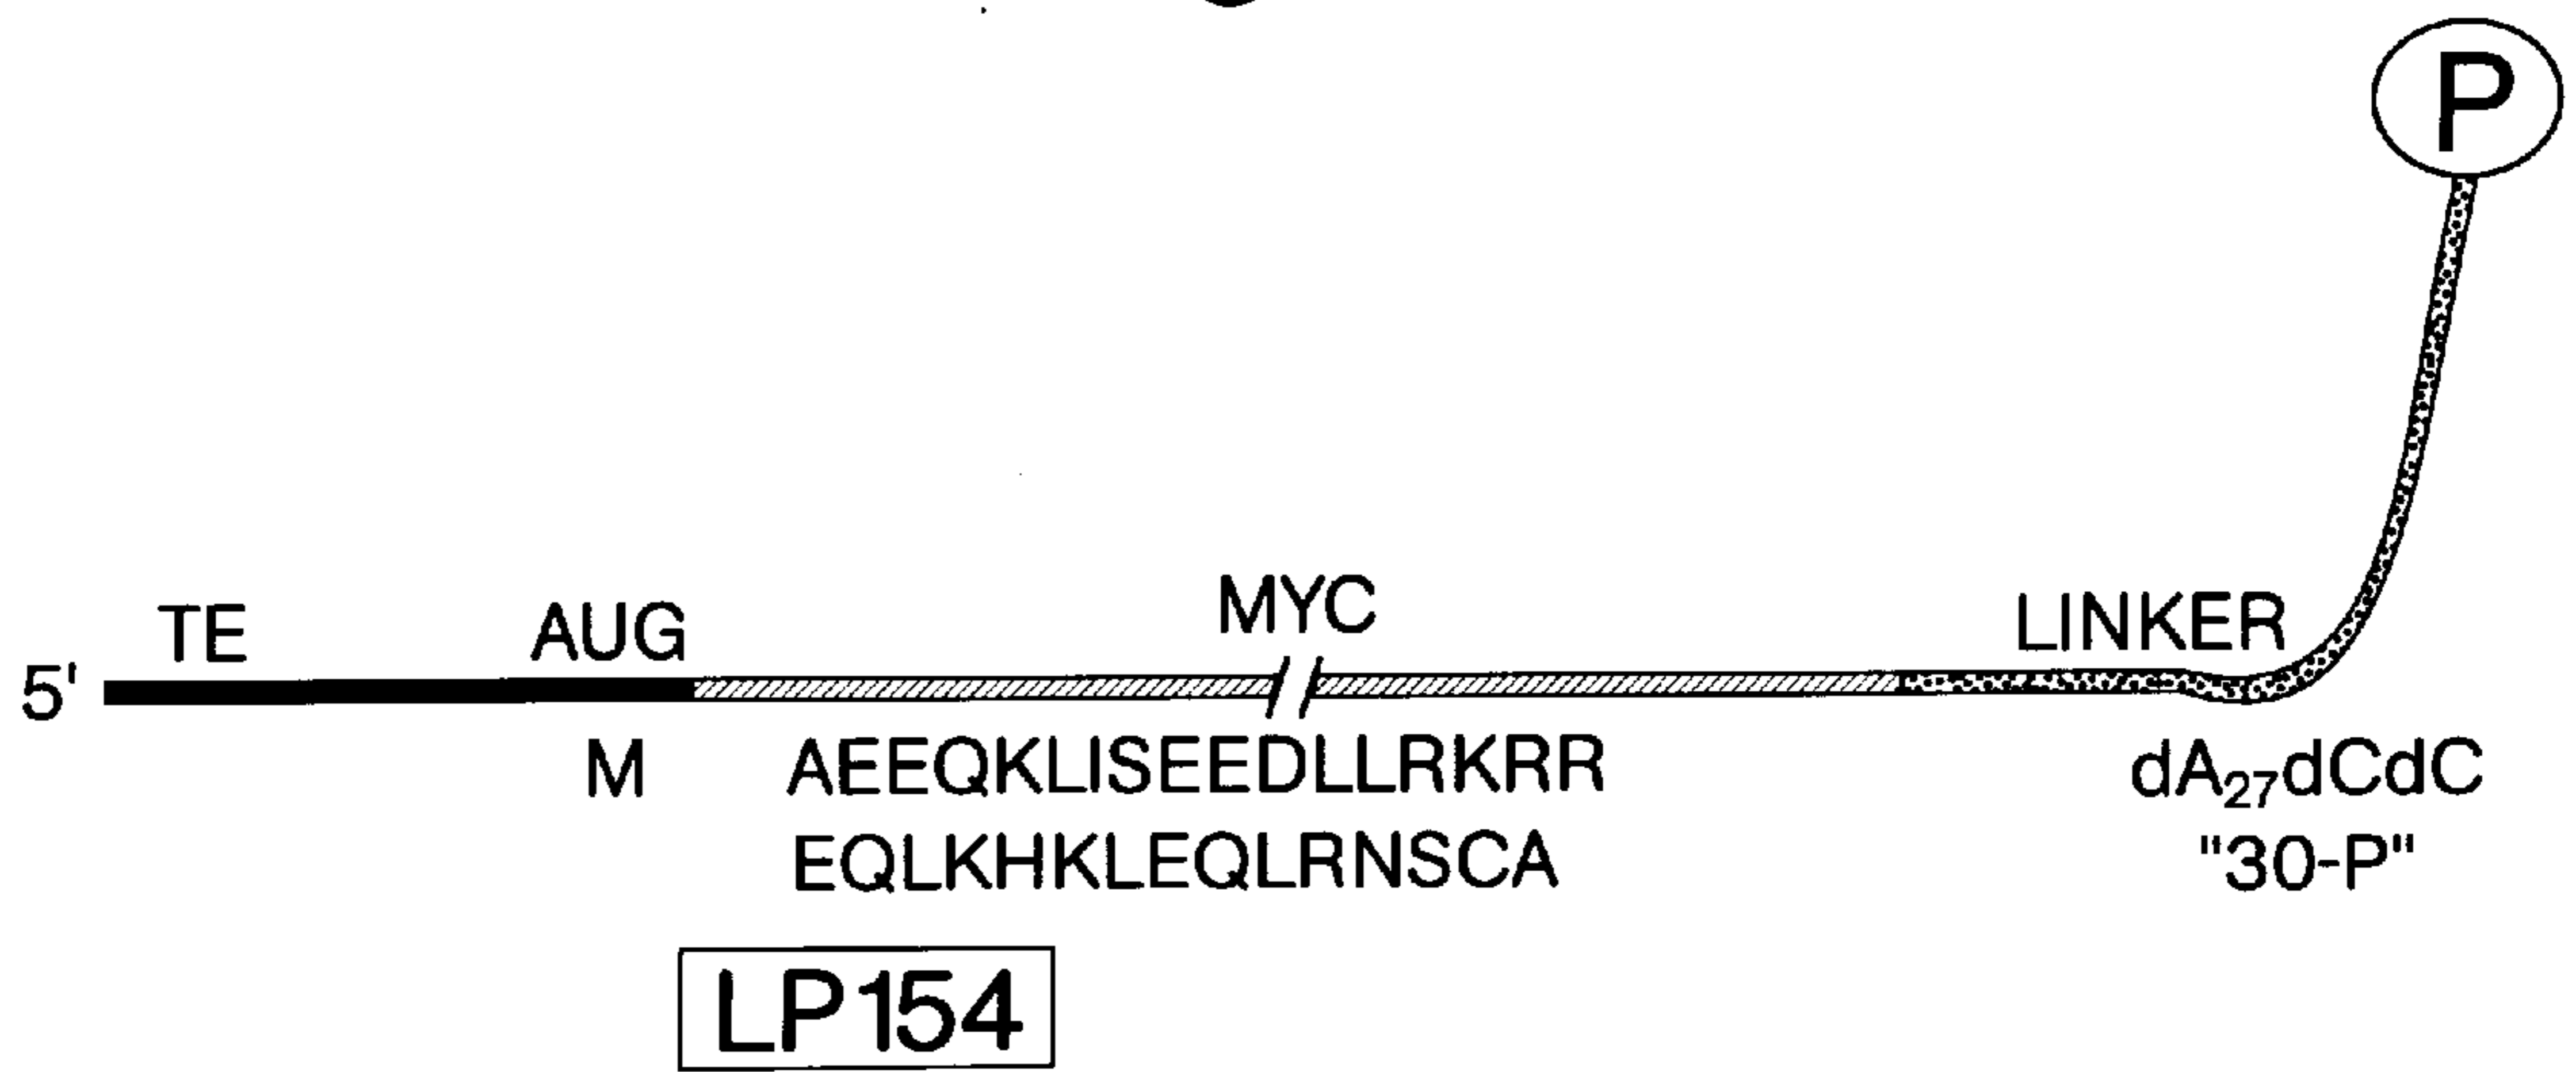 P
TE AUG MYC LINKER
5'
M AEEQKLISEEDLLRKRR dA₂₇dCdC
EQLKHKLEQLRNSCA "30-P"
LP154